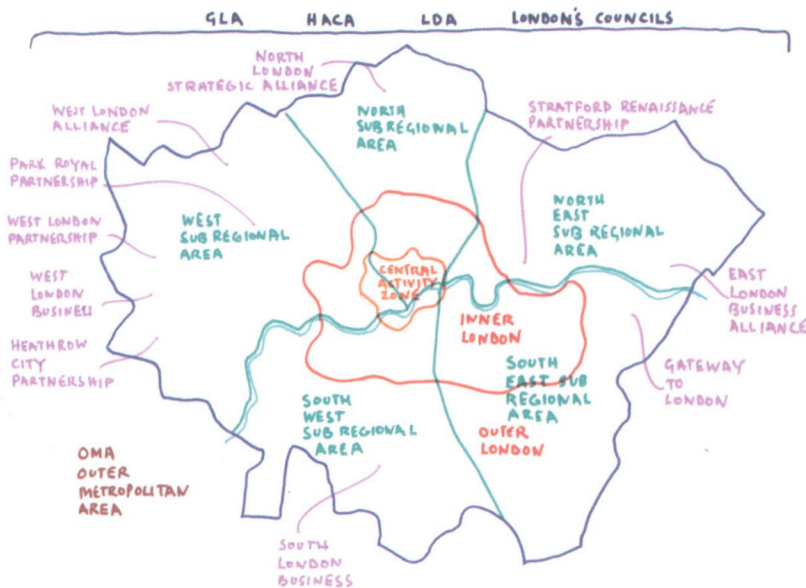 GLA HACA LDA LONDON'S COUNCILS
NORTH
LONDON
STRATEGIC ALLIANCE
WEST LONDON
ALLIANCE
PARK ROYAL
PARTNERSHIP
WEST LONDON
PARTNERSHIP
WEST
LONDON
BUSINESS
HEATHROW
CITY
PARTNERSHIP
NORTH
SUB REGIONAL
AREA
STRATFORD RENAISSANCE
PARTNERSHIP
WEST
SUB REGIONAL
AREA
NORTH
EAST
SUB REGIONAL
AREA
CENTRAL
ACTIVITY
ZONE
INNER
LONDON
EAST
LONDON
BUSINESS
ALLIANCE
GATEWAY
TO
LONDON
SOUTH
EAST SUB
REGIONAL
AREA
OUTER
LONDON
SOUTH
WEST
SUB REGIONAL
AREA
OMA
OUTER
METROPOLITAN
AREA
SOUTH
LONDON
BUSINESS